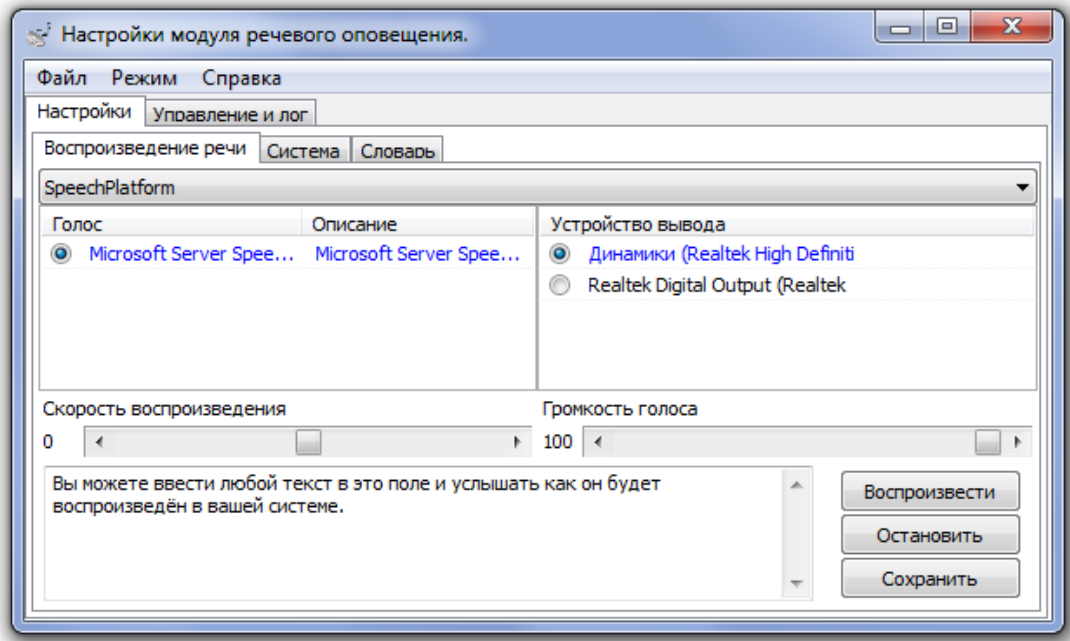 Настройки модуля речевого оповещения.
Файл Режим Справка
Настройки Управление и лог
Воспроизведение речи Система Словарь
SpeechPlatform
Голос Описание Устройство вывода
Microsoft Server Spee... Microsoft Server Spee... Динамики (Realtek High Definiti
Realtek Digital Output (Realtek
Скорость воспроизведения Громкость голоса
0 100
Вы можете ввести любой текст в это поле и услышать как он будет
воспроизведён в вашей системе.
Воспроизвести
Остановить
Сохранить